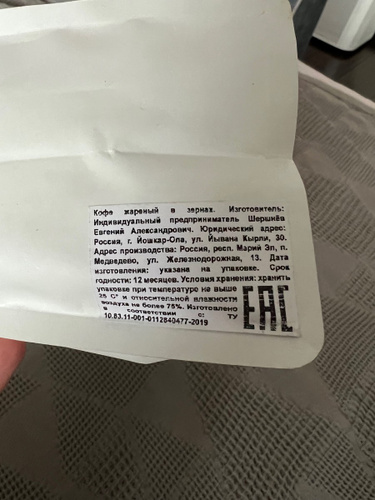 Кофе жареный в зернах. Изготовитель:
Индивидуальный предприниматель Шершнёв
Евгений Александрович. Юридический адрес:
Россия, г. Йошкар-Ола, ул. Йывана Кырли, 30.
Адрес производства: Россия, респ. Марий Эл, п.
Медведево, ул. Железнодорожная, 13. Дата
изготовления: указана на упаковке. Срок
годности: 12 месяцев. Условия хранения: хранить
упаковке при температуре не выше
25 С° и относительной влажности
воздуха не более 75%. Изготовлено
в соответствии с: ТУ
10.83.11-001-0112840477-2019
EAC